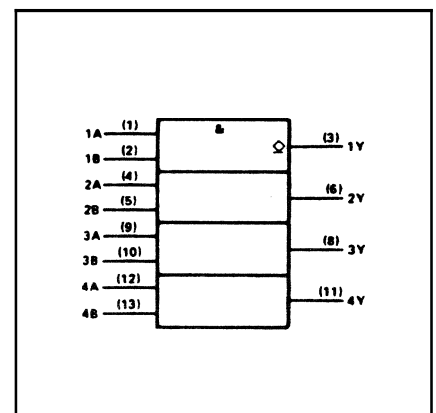 &
1A (1)
(3) 1Y
1B (2)
2A (4)
(6) 2Y
2B (5)
3A (9)
(8) 3Y
3B (10)
4A (12)
(11) 4Y
4B (13)